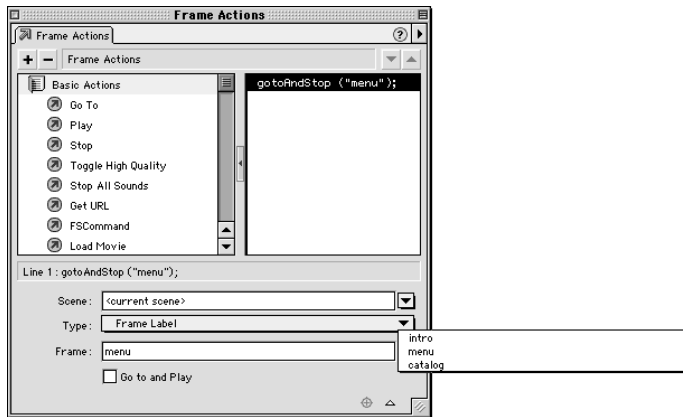 Frame Actions
Frame Actions
?
+ − Frame Actions
Basic Actions
Go To
Play
Stop
Toggle High Quality
Stop All Sounds
Get URL
FSCommand
Load Movie
gotoAndStop ("menu");
Line 1 : gotoAndStop ("menu");
Scene: <current scene>
Type: Frame Label
Frame: menu
Go to and Play
intro
menu
catalog